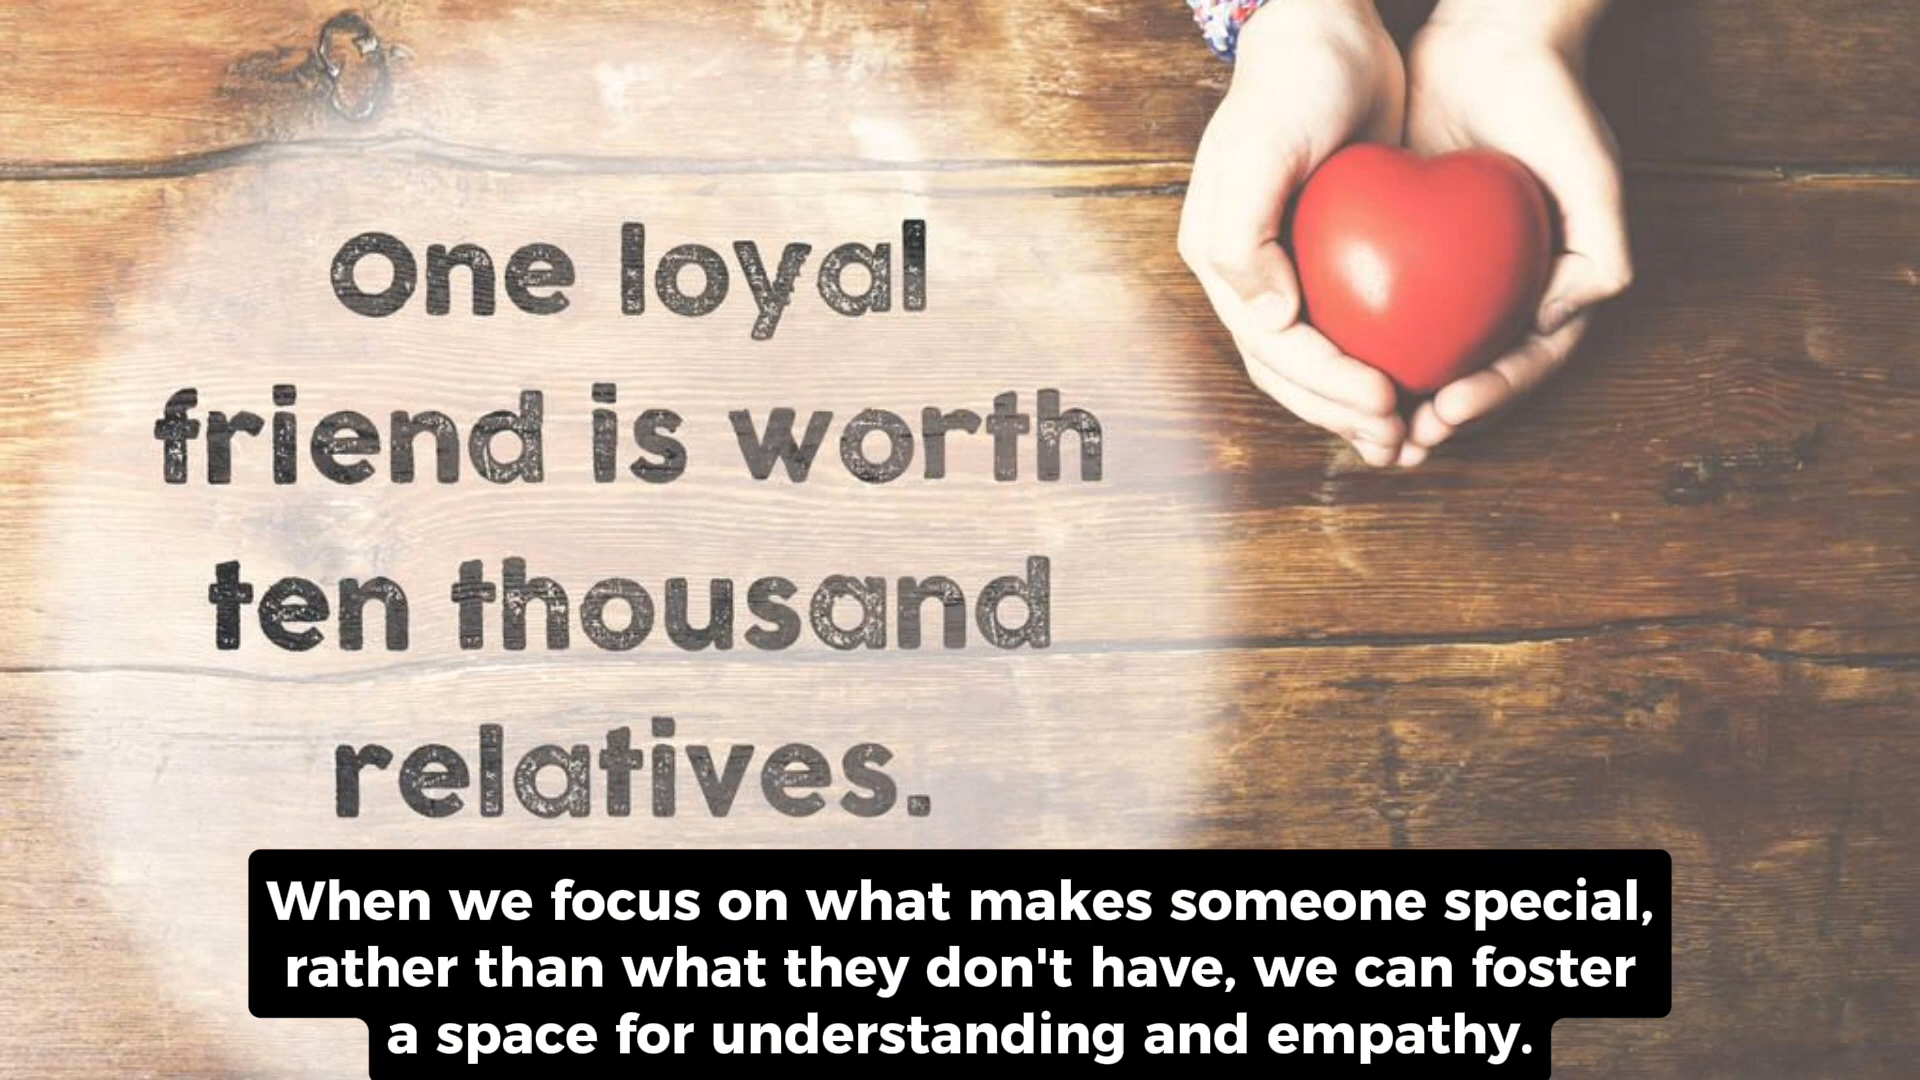 One loyal
friend is worth
ten thousand
relatives.
When we focus on what makes someone special,
rather than what they don't have, we can foster
a space for understanding and empathy.